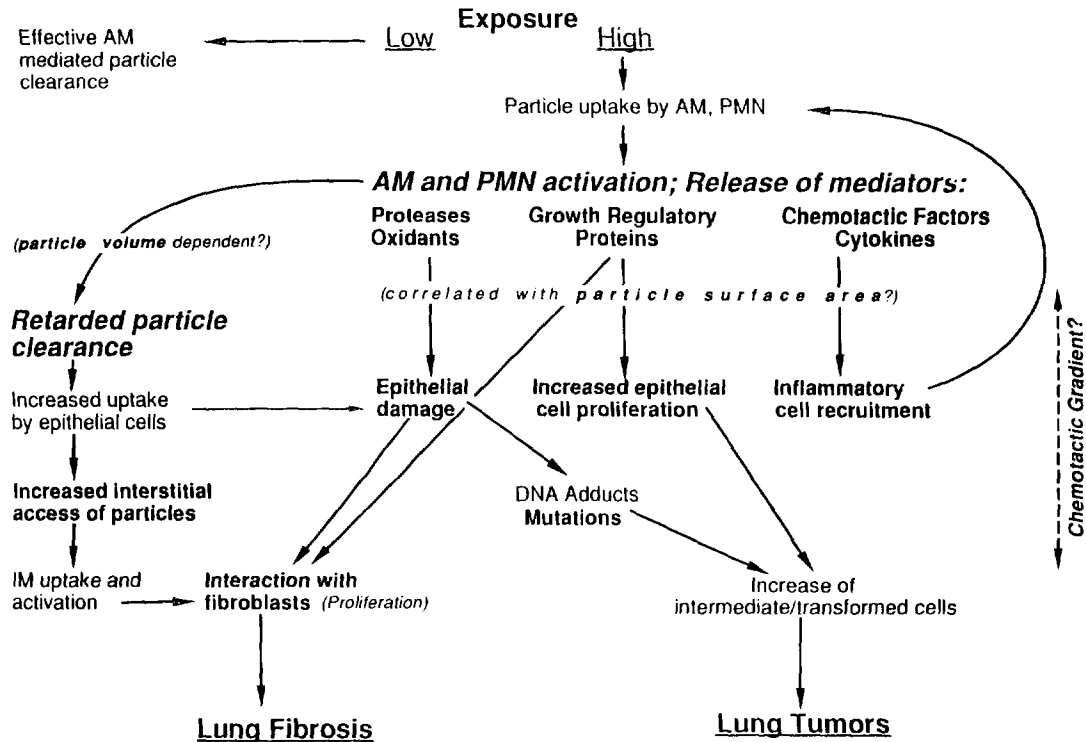 Exposure
Low High
Effective AM
mediated particle
clearance
Particle uptake by AM, PMN
AM and PMN activation; Release of mediators:
Proteases
Oxidants
Growth Regulatory
Proteins
Chemotactic Factors
Cytokines
(particle volume dependent?)
(correlated with particle surface area?)
Retarded particle
clearance
Increased uptake
by epithelial cells
Epithelial
damage
Increased epithelial
cell proliferation
Inflammatory
cell recruitment
Chemotactic Gradient?
Increased interstitial
access of particles
DNA Adducts
Mutations
IM uptake and
activation
Interaction with
fibroblasts (Proliferation)
Increase of
intermediate/transformed cells
Lung Fibrosis
Lung Tumors